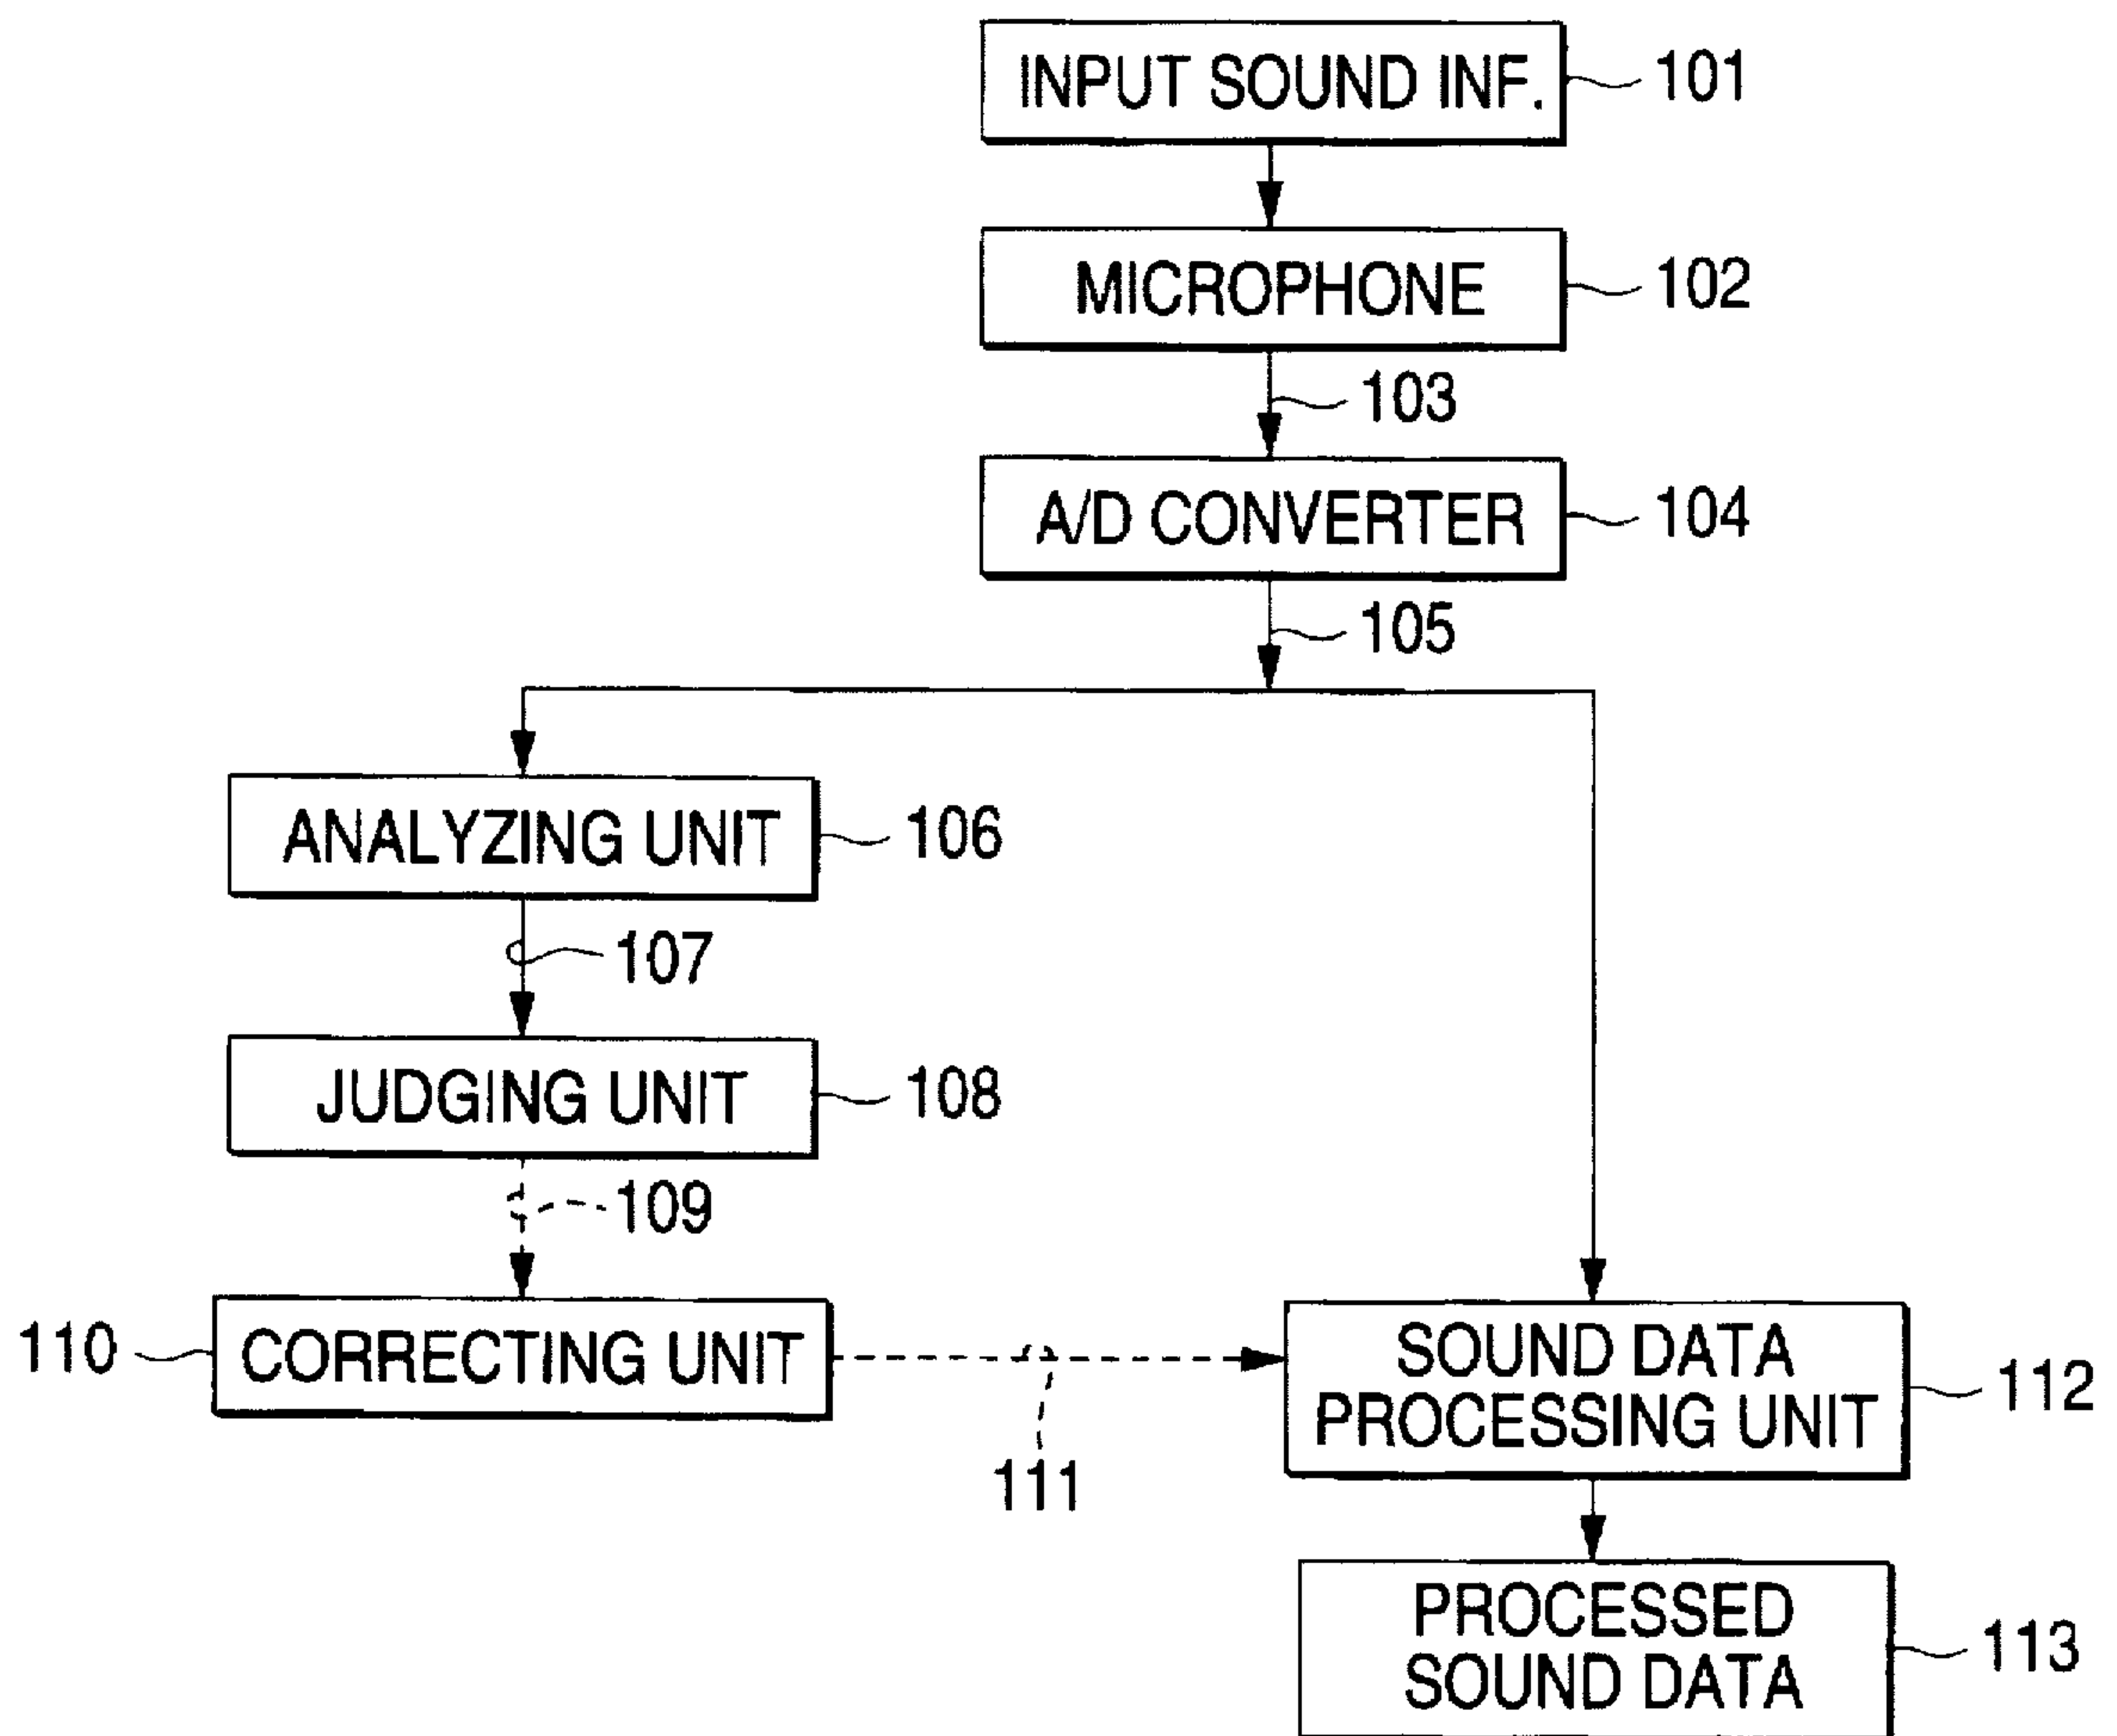 INPUT SOUND INF.
101
MICROPHONE
102
103
A/D CONVERTER
104
105
ANALYZING UNIT
106
107
JUDGING UNIT
108
109
110
CORRECTING UNIT
111
SOUND DATA
PROCESSING UNIT
112
PROCESSED
SOUND DATA
113